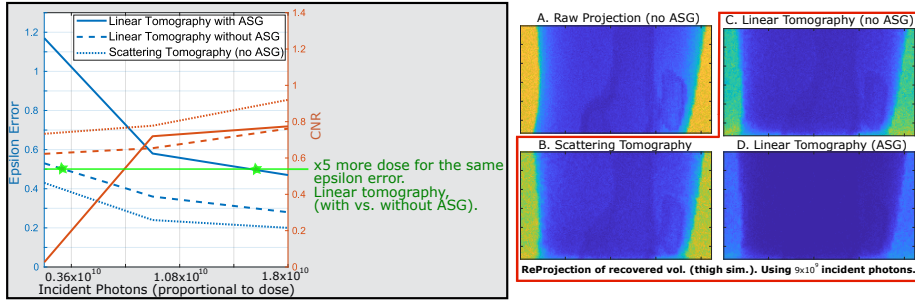 Linear Tomography with ASG
Linear Tomography without ASG
Scattering Tomography (no ASG)
Epsilon Error
1.2
1
0.8
0.6
0.4
0.2
0
CNR
1.4
1.2
1
0.8
0.6
0.4
0.2
0
0.36x10^10
1.08x10^10
1.8x10^10
Incident Photons (proportional to dose)
x5 more dose for the same
epsilon error.
Linear tomography,
(with vs. without ASG).
A. Raw Projection (no ASG)
C. Linear Tomography (no ASG)
B. Scattering Tomography
D. Linear Tomography (ASG)
ReProjection of recovered vol. (thigh sim.). Using 9x10^9 incident photons.